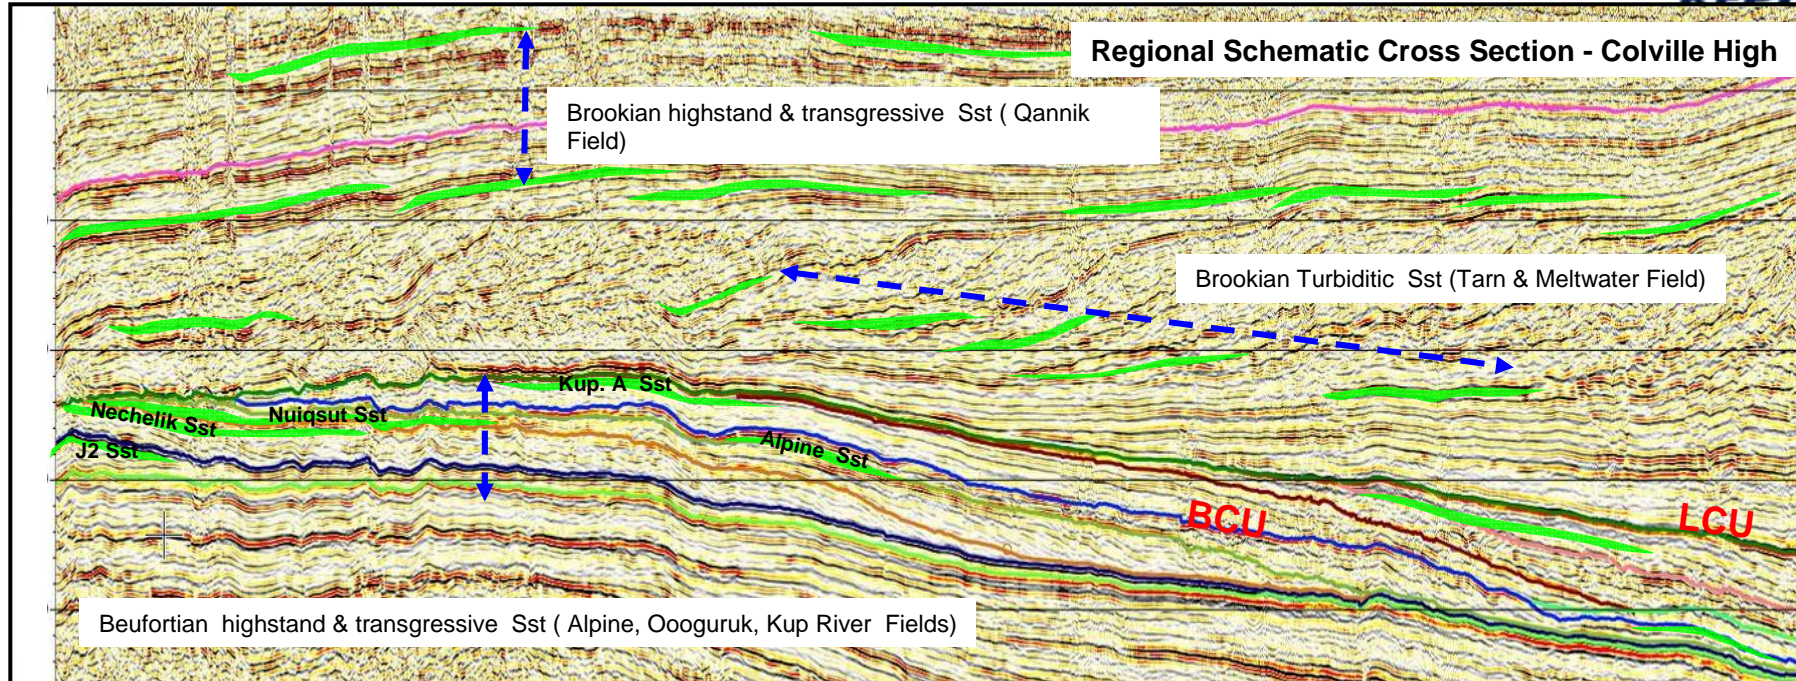 Regional Schematic Cross Section - Colville High
Brookian highstand & transgressive Sst ( Qannik
Field)
Brookian Turbiditic Sst (Tarn & Meltwater Field)
Kup. A Sst
Nechelik Sst
Nuiqsut Sst
J2 Sst
Alpine Sst
BCU
LCU
Beufortian highstand & transgressive Sst ( Alpine, Oooguruk, Kup River Fields)